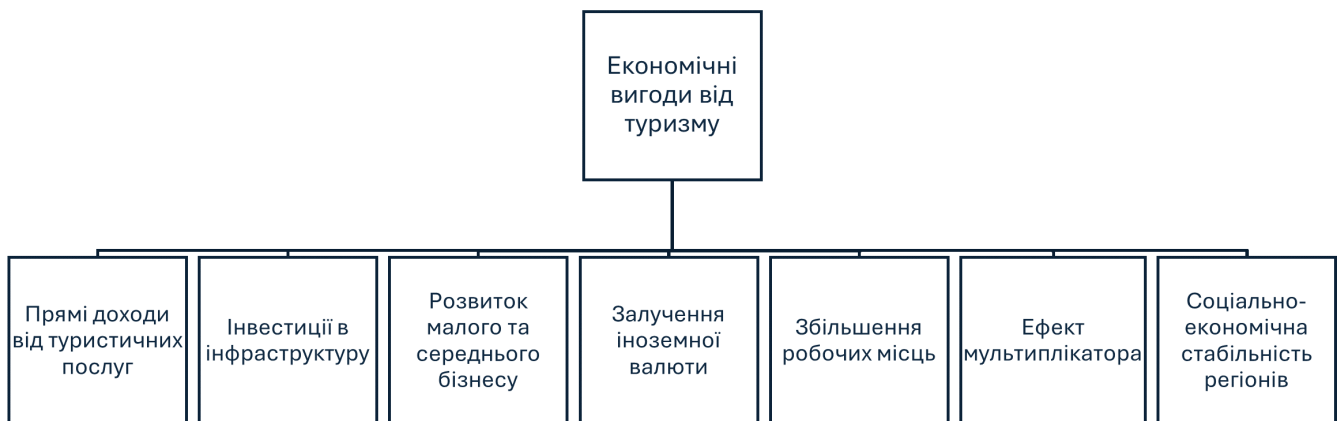 Економічні
вигоди від
туризму
Прямі доходи
від туристичних
послуг
Інвестиції в
інфраструктуру
Розвиток
малого та
середнього
бізнесу
Залучення
іноземної
валюти
Збільшення
робочих місць
Ефект
мультиплікатора
Соціально-
економічна
стабільність
регіонів